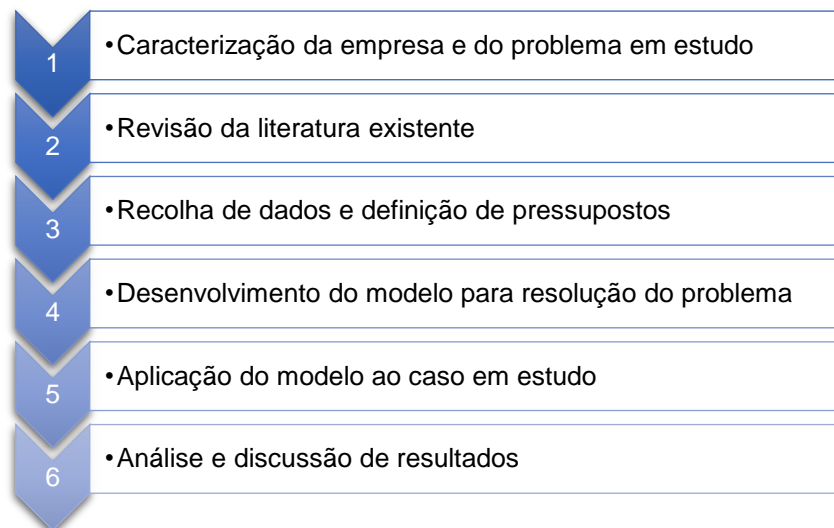 1
•Caracterização da empresa e do problema em estudo
2
•Revisão da literatura existente
3
•Recolha de dados e definição de pressupostos
4
•Desenvolvimento do modelo para resolução do problema
5
•Aplicação do modelo ao caso em estudo
6
•Análise e discussão de resultados